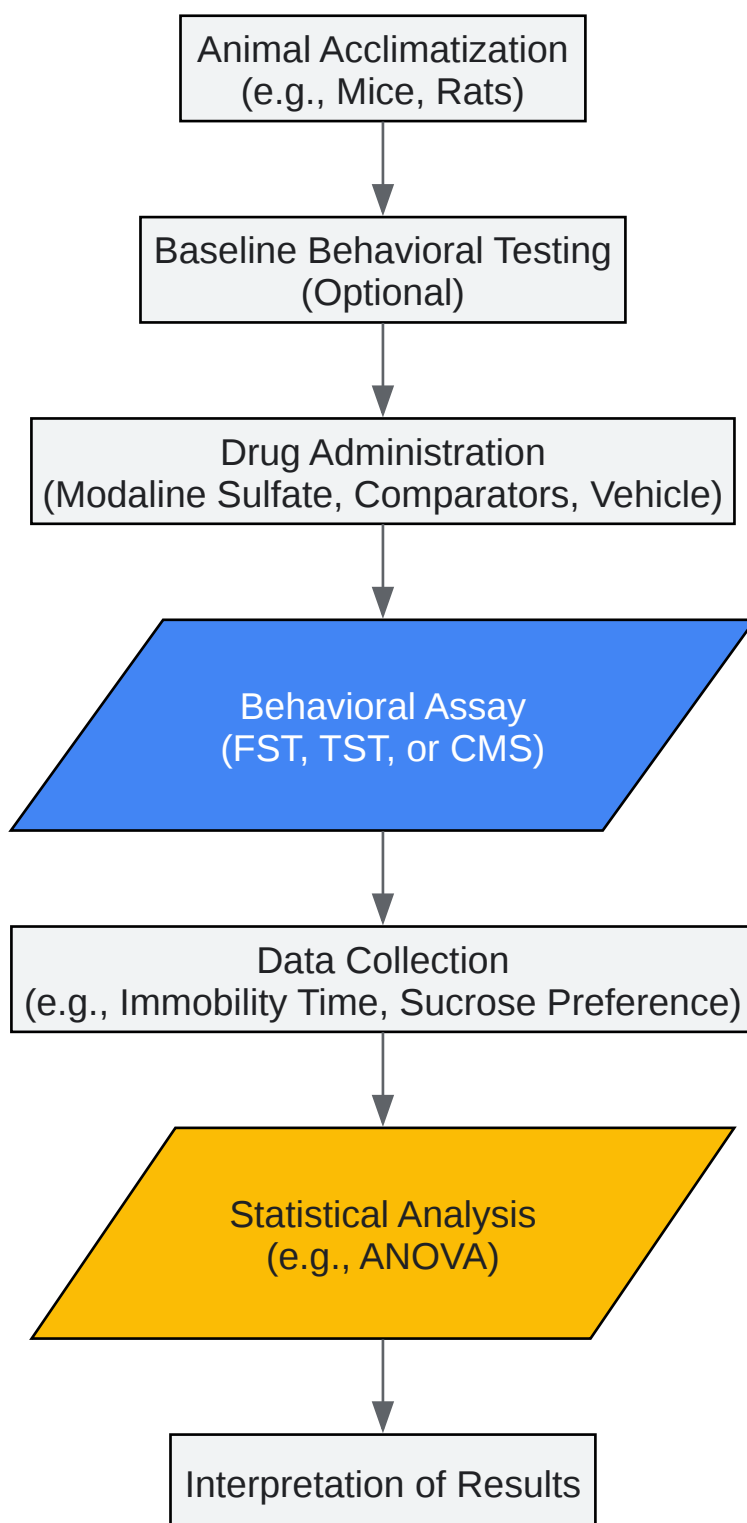 Animal Acclimatization
(e.g., Mice, Rats)
Baseline Behavioral Testing
(Optional)
Drug Administration
(Modaline Sulfate, Comparators, Vehicle)
Behavioral Assay
(FST, TST, or CMS)
Data Collection
(e.g., Immobility Time, Sucrose Preference)
Statistical Analysis
(e.g., ANOVA)
Interpretation of Results